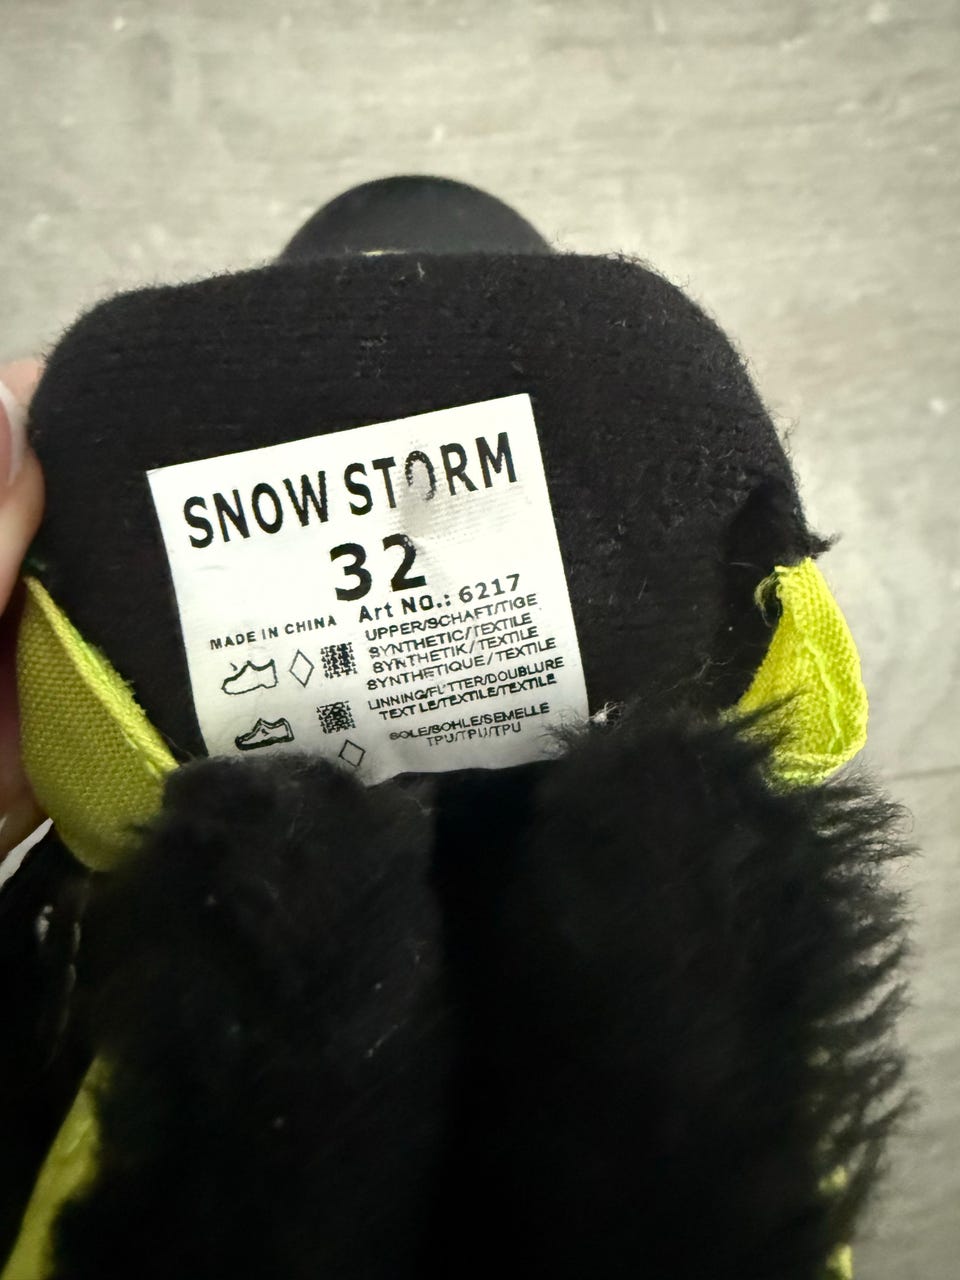 SNOW STORM
32
Art NO.: 6217
MADE IN CHINA
UPPER/SCHAFT/TIGE
SYNTHETIC/TEXTILE
SYNTHETIK/TEXTILE
SYNTHETIQUE/TEXTILE
LINNING/FUTTER/DOUBLURE
TEXTILE/TEXTILE/TEXTILE
SOLE/SOHLE/SEMELLE
TPU/TPU/TPU